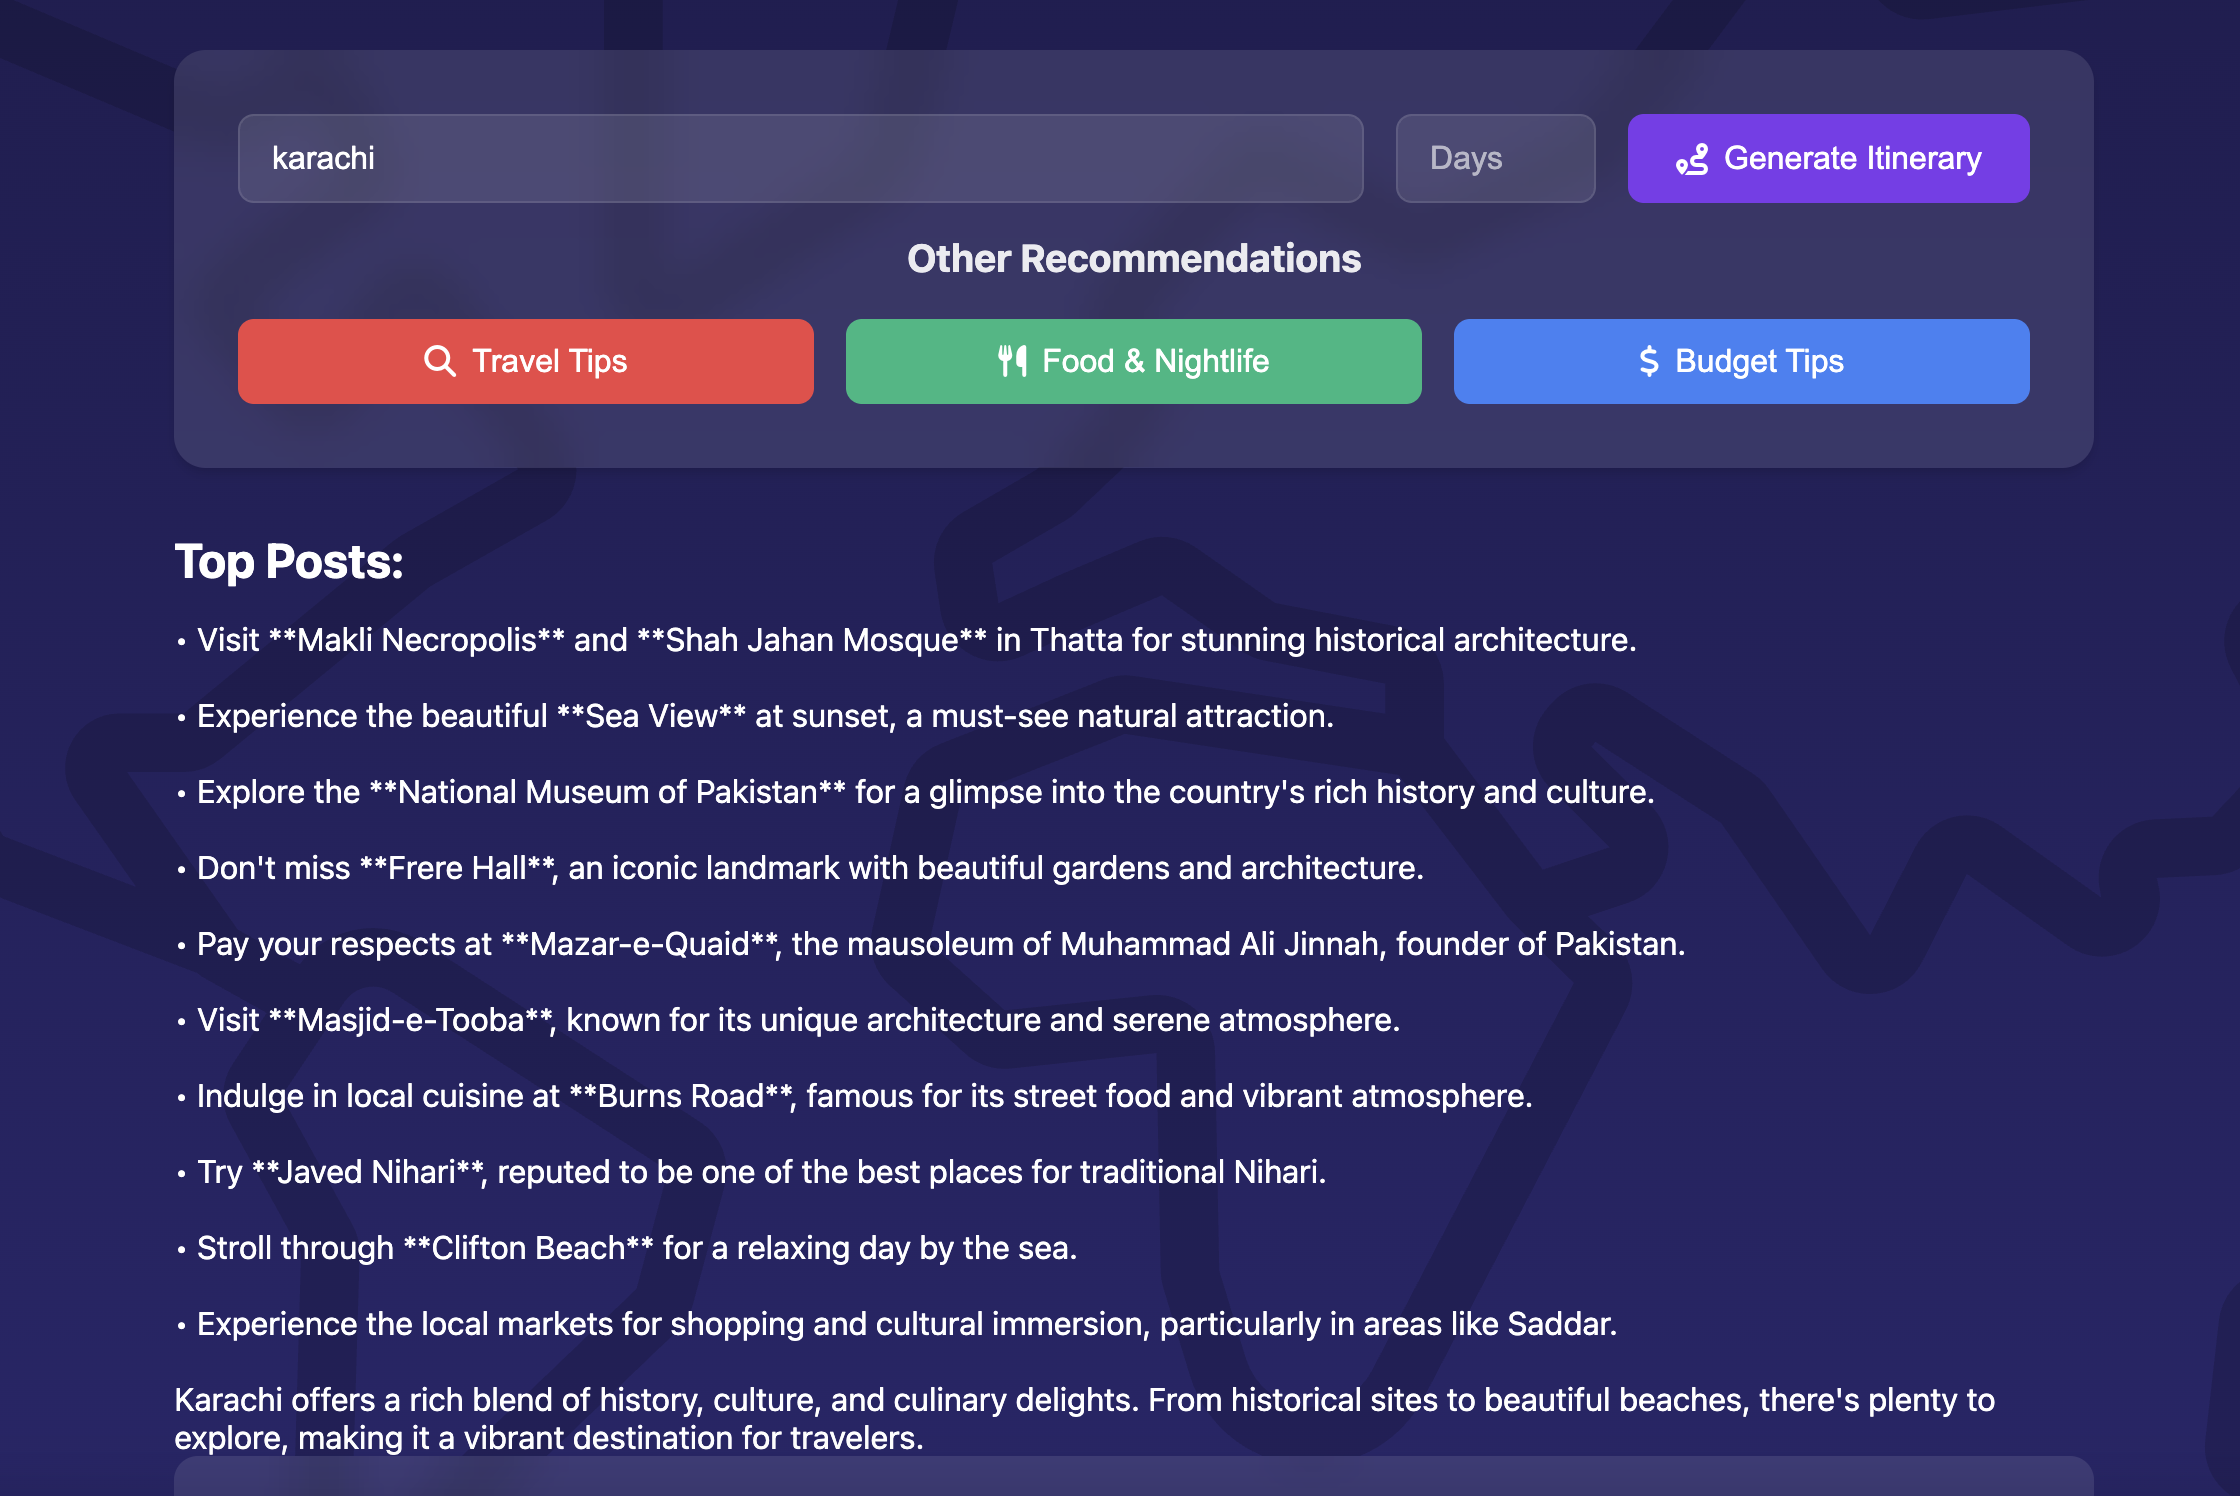 karachi
Days
Generate Itinerary
Other Recommendations
Travel Tips
Food & Nightlife
$ Budget Tips
Top Posts:
• Visit **Makli Necropolis** and **Shah Jahan Mosque** in Thatta for stunning historical architecture.
• Experience the beautiful **Sea View** at sunset, a must-see natural attraction.
• Explore the **National Museum of Pakistan** for a glimpse into the country's rich history and culture.
• Don't miss **Frere Hall**, an iconic landmark with beautiful gardens and architecture.
• Pay your respects at **Mazar-e-Quaid**, the mausoleum of Muhammad Ali Jinnah, founder of Pakistan.
• Visit **Masjid-e-Tooba**, known for its unique architecture and serene atmosphere.
• Indulge in local cuisine at **Burns Road**, famous for its street food and vibrant atmosphere.
• Try **Javed Nihari**, reputed to be one of the best places for traditional Nihari.
• Stroll through **Clifton Beach** for a relaxing day by the sea.
• Experience the local markets for shopping and cultural immersion, particularly in areas like Saddar.
Karachi offers a rich blend of history, culture, and culinary delights. From historical sites to beautiful beaches, there's plenty to
explore, making it a vibrant destination for travelers.